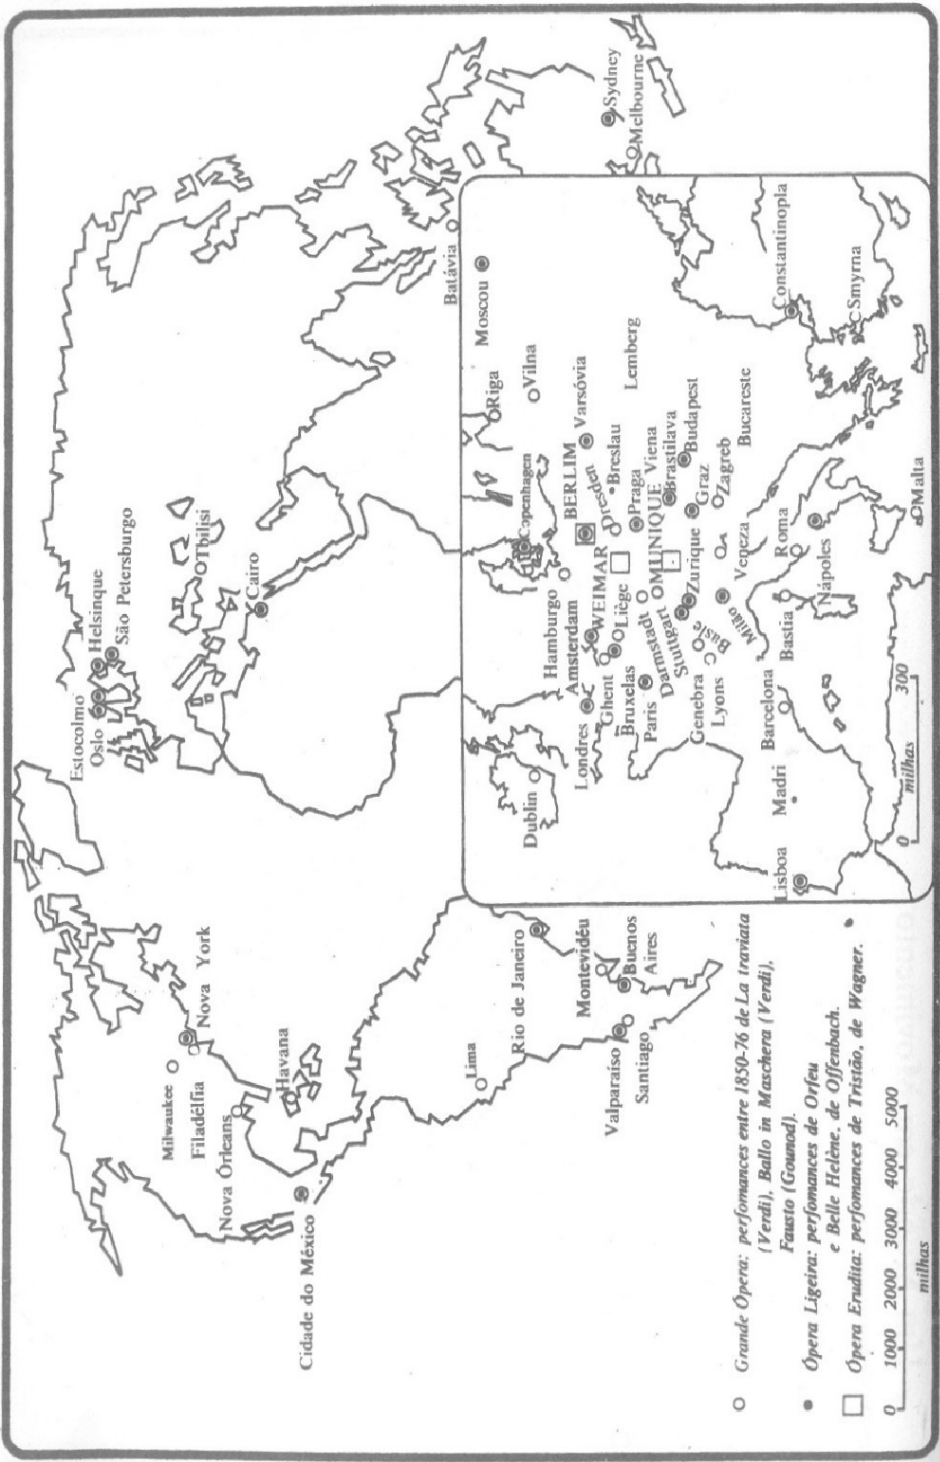 Estocolmo
Oslo
Helsinque
São Petersburgo
Tbilisi
Cairo
Milwaukee
Nova York
Filadélfia
Nova Órleans
Havana
Cidade do México
Lima
Rio de Janeiro
Montevidéu
Buenos
Aires
Valparaíso
Santiago
Batávia
Sydney
Melbourne
Moscou
Riga
Vilna
Copenhagen
Dublin
Hamburgo
BERLIM
Varsóvia
Amsterdam
Londres
WEIMAR
Dresden
Breslau
Lemberg
Ghent
Liège
Praga
Bruxelas
Darmstadt
MUNIQUE
Viena
Paris
Stuttgart
Brastilava
Budapest
Zurique
Graz
Genebra
Basle
Zagreb
Bucareste
Lyons
Milão
Veneza
Barcelona
Bastia
Roma
Constantinopla
Madri
Nápoles
Lisboa
Smyrna
Malta
0 300
milhas
Grande Ópera: perfomances entre 1850-76 de La traviata
(Verdi), Ballo in Maschera (Verdi),
Fausto (Gounod).
Ópera Ligeira: perfomances de Orfeu
e Belle Helène, de Offenbach.
Ópera Erudita: perfomances de Tristão, de Wagner.
0 1000 2000 3000 4000 5000
milhas